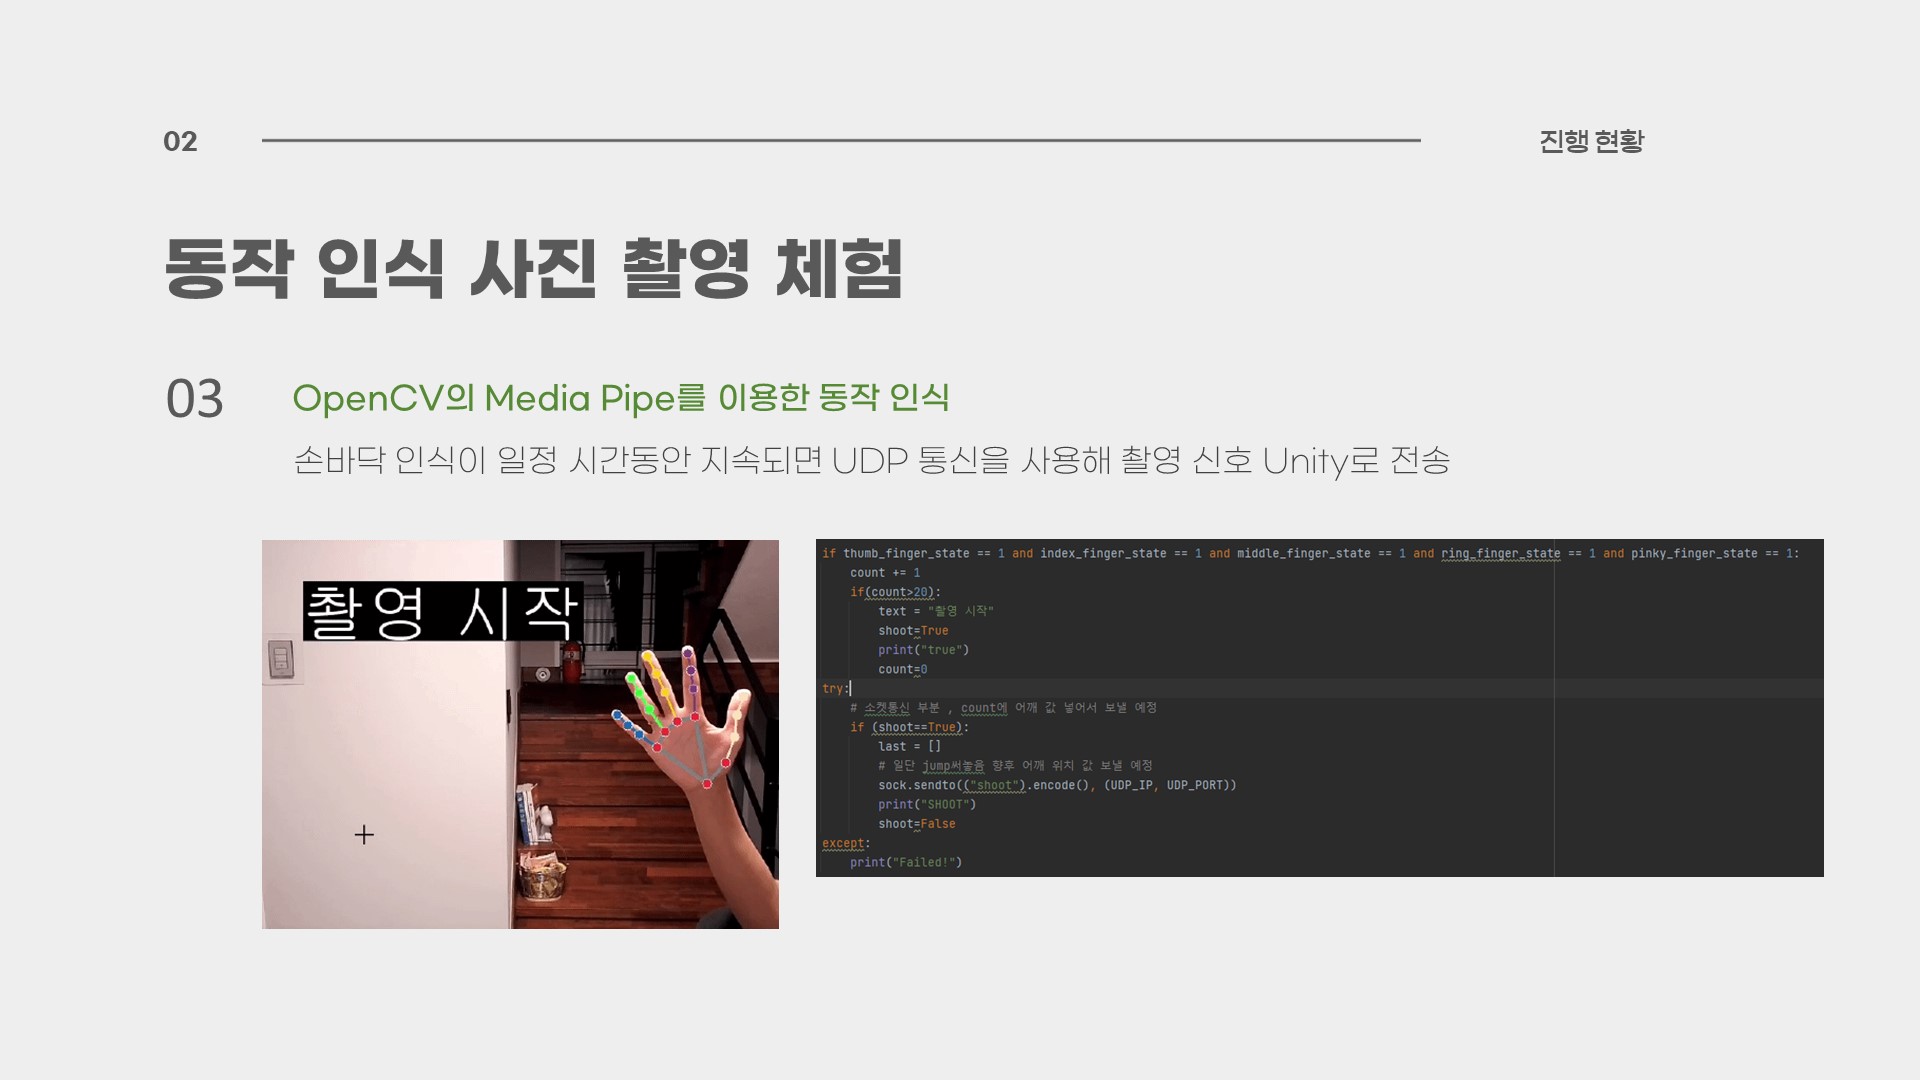 02
진행 현황
동작 인식 사진 촬영 체험
03
OpenCV의 Media Pipe를 이용한 동작 인식
손바닥 인식이 일정 시간동안 지속되면 UDP 통신을 사용해 촬영 신호 Unity로 전송
촬영 시작
if thumb_finger_state == 1 and index_finger_state == 1 and middle_finger_state == 1 and ring_finger_state == 1 and pinky_finger_state == 1:
    count += 1
    if(count>20):
        text = "촬영 시작"
        shoot=True
        print("true")
        count=0
try:
    # 소켓통신 부분 , count에 어깨 값 넣어서 보낼 예정
    if (shoot==True):
        last = []
        # 일단 jump써놓음 향후 어깨 위치 값 보낼 예정
        sock.sendto(("shoot").encode(), (UDP_IP, UDP_PORT))
        print("SHOOT")
        shoot=False
except:
    print("Failed!")